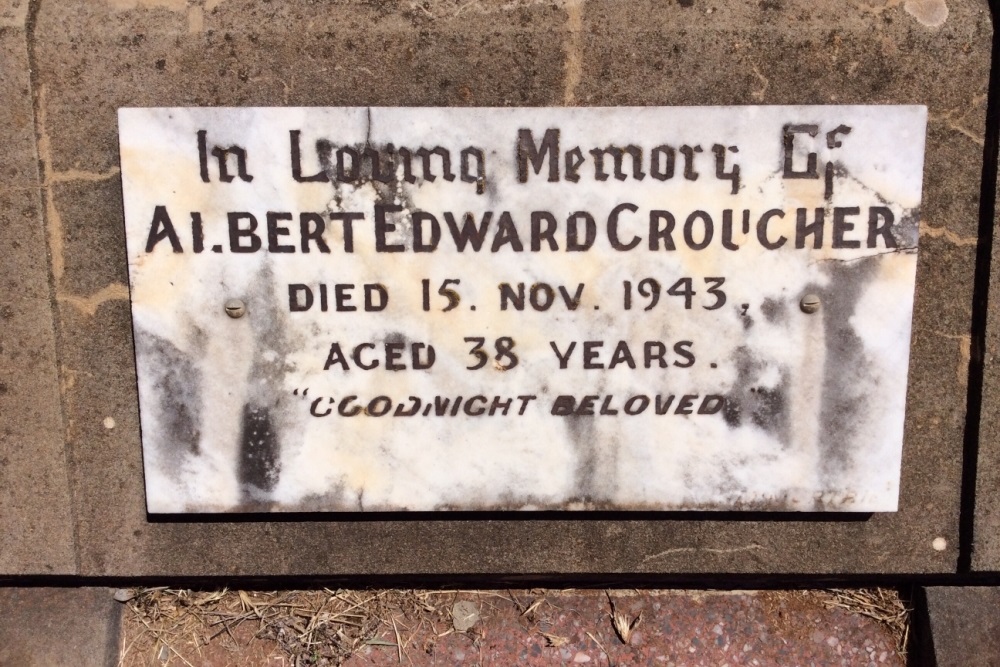 In Loving Memory Of
ALBERT EDWARD CROUCHER
DIED 15. NOV. 1943,
AGED 38 YEARS.
"GOODNIGHT BELOVED."